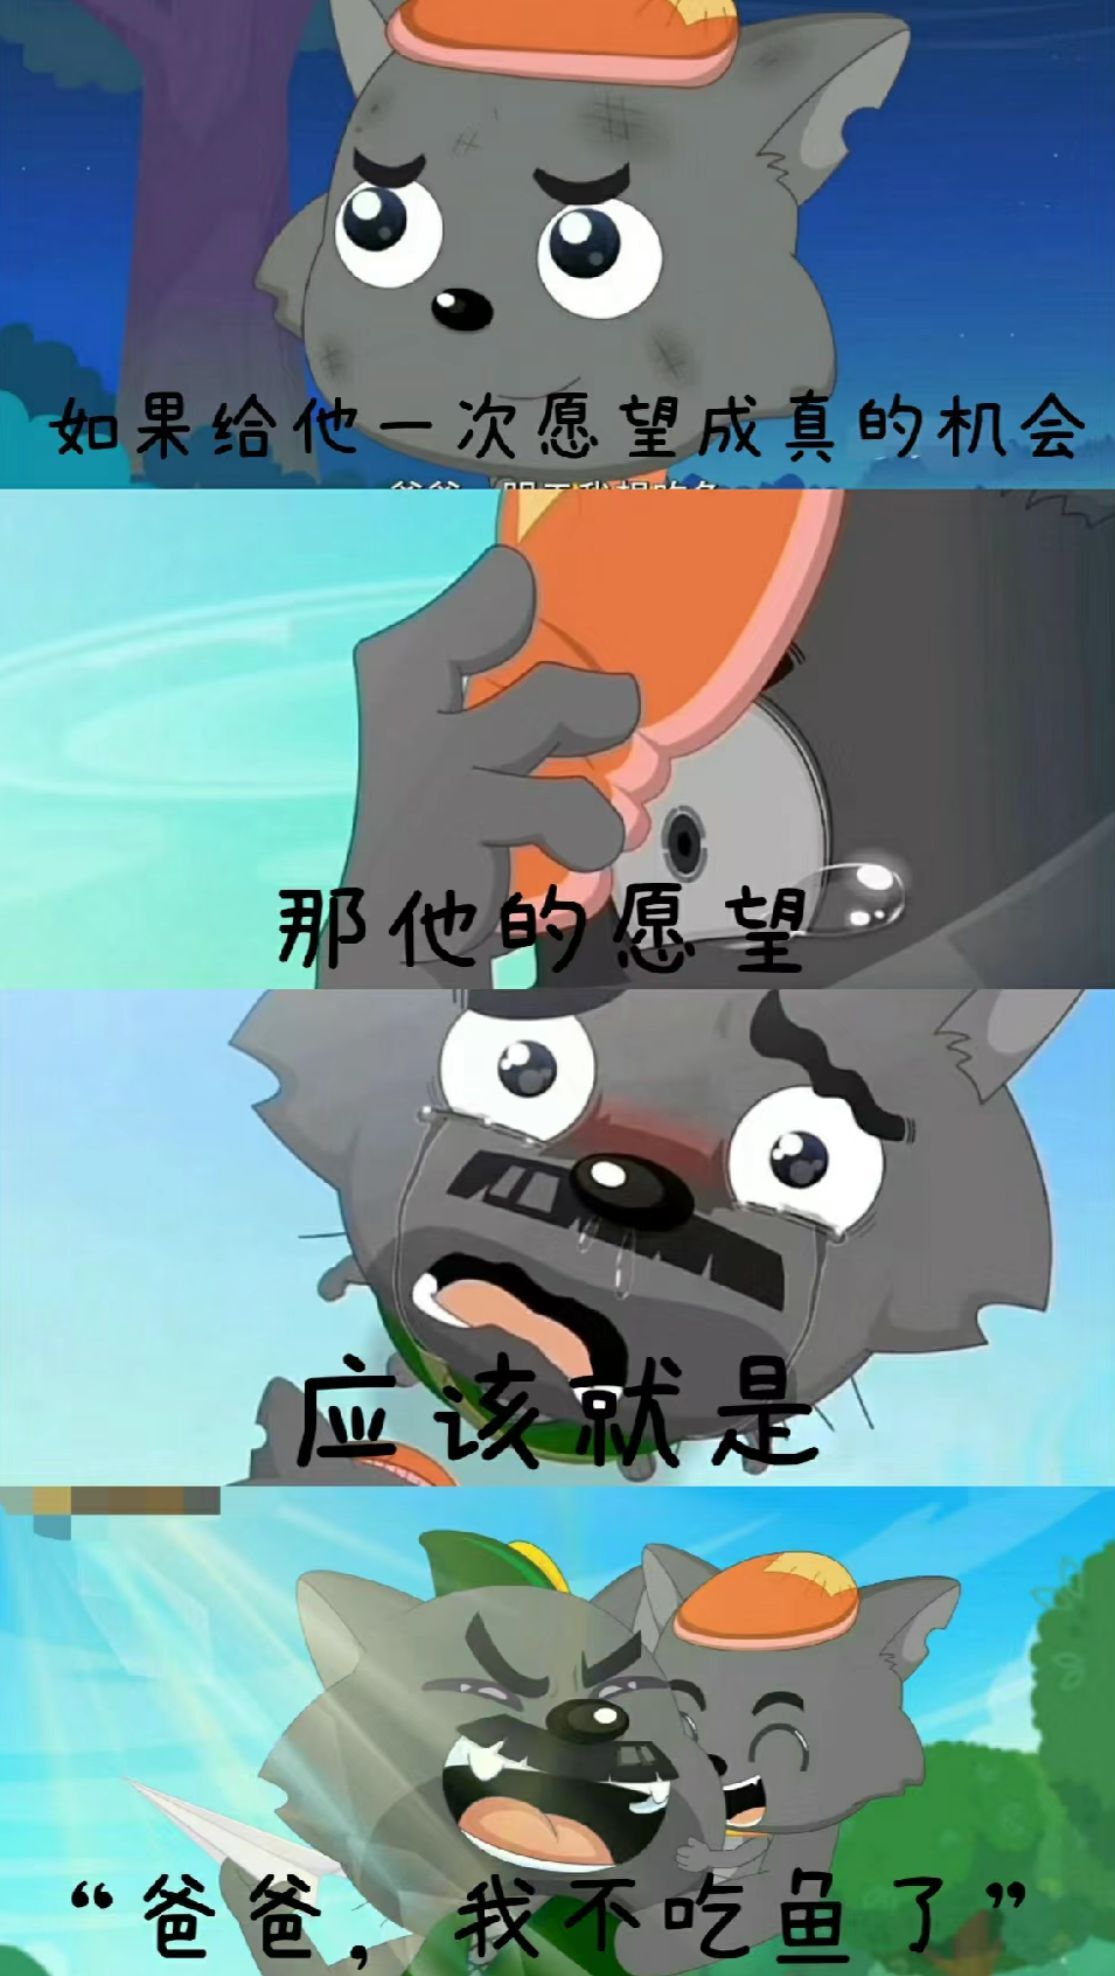 如果给他一次愿望成真的机会
那他的愿望
应该就是
“爸爸，我不吃鱼了”